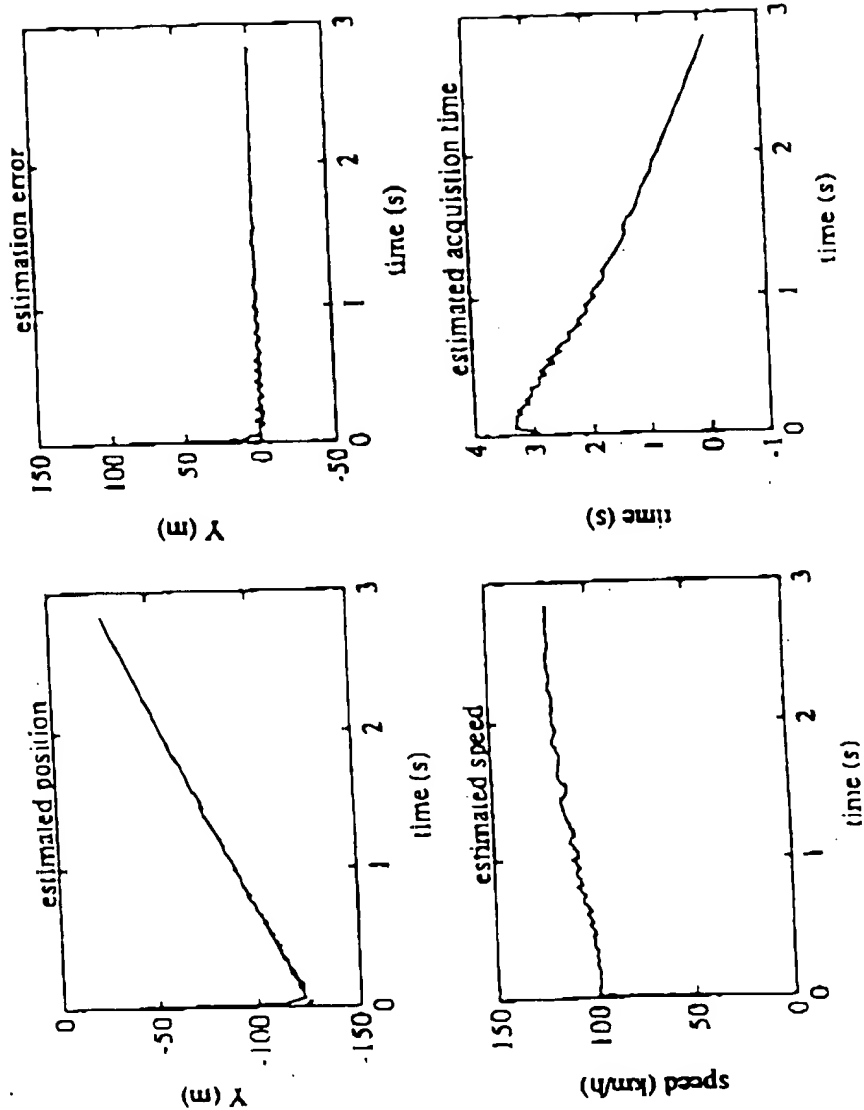 estimated position
0
-50
-100
-150
Y (m)
0 1 2 3
time (s)
estimation error
150
100
50
0
-50
Y (m)
0 1 2 3
time (s)
estimated speed
150
100
50
0
speed (km/h)
0 1 2 3
time (s)
estimated acquistion time
4
3
2
1
0
-1
time (s)
0 1 2 3
time (s)